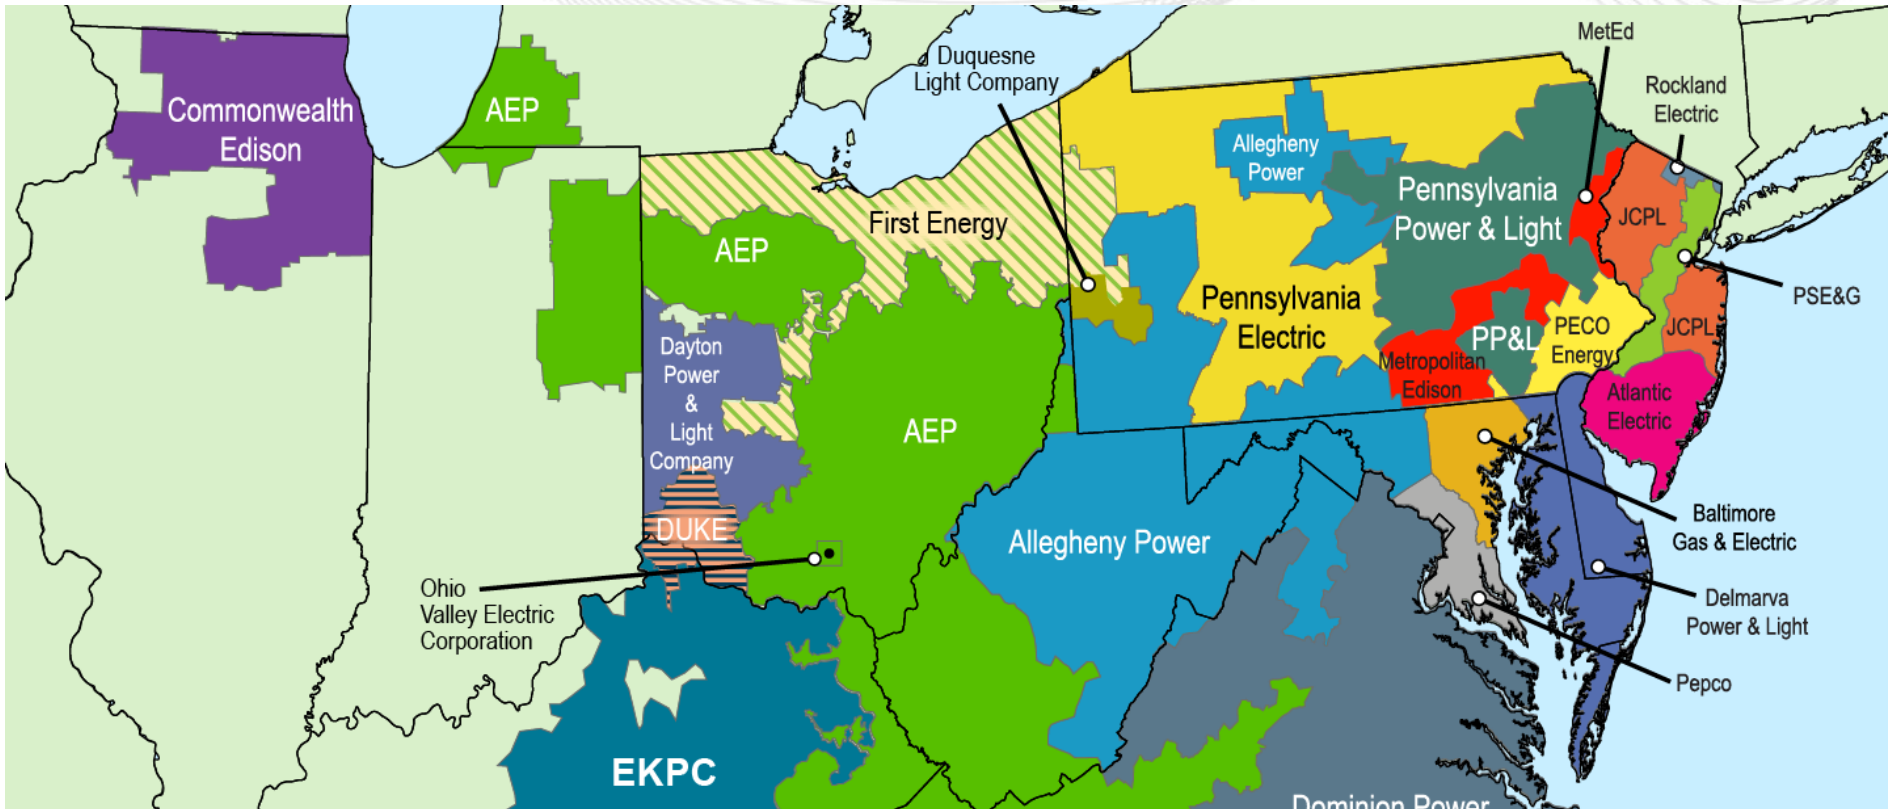 MetEd
Duquesne
Light Company
Rockland
Electric
Commonwealth
Edison
AEP
Allegheny
Power
Pennsylvania
Power & Light
JCPL
First Energy
AEP
PSE&G
Pennsylvania
Electric
PP&L
PECO
Energy
JCPL
Dayton
Power
&
Light
Company
Metropolitan
Edison
Atlantic
Electric
AEP
DUKE
Allegheny Power
Baltimore
Gas & Electric
Ohio
Valley Electric
Corporation
Delmarva
Power & Light
Pepco
EKPC
Dominion Power